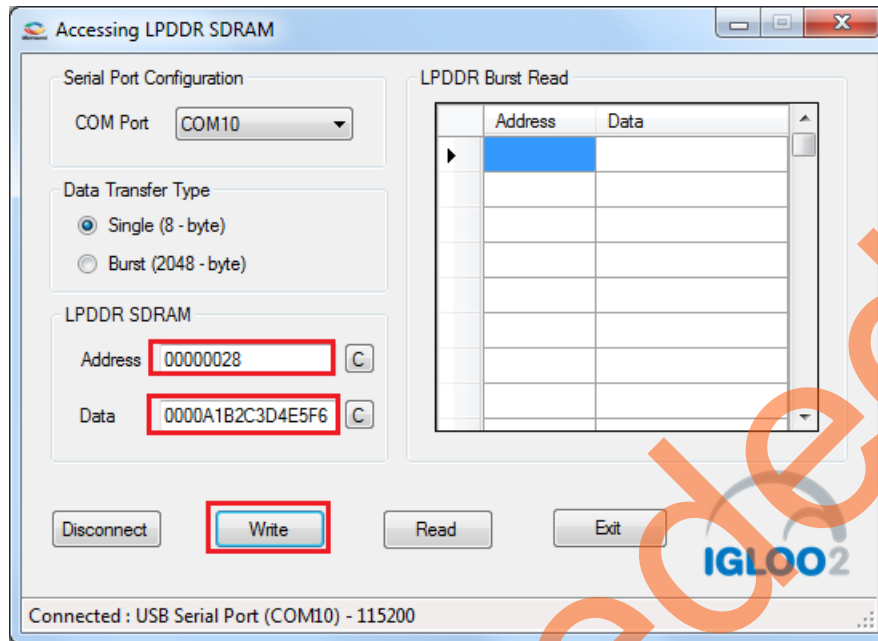 Accessing LPDDR SDRAM
Serial Port Configuration
COM Port COM10
Data Transfer Type
Single (8 - byte)
Burst (2048 - byte)
LPDDR SDRAM
Address 00000028 C
Data 0000A1B2C3D4E5F6 C
LPDDR Burst Read
Address Data
Disconnect Write Read Exit
IGLOO2
Connected : USB Serial Port (COM10) - 115200